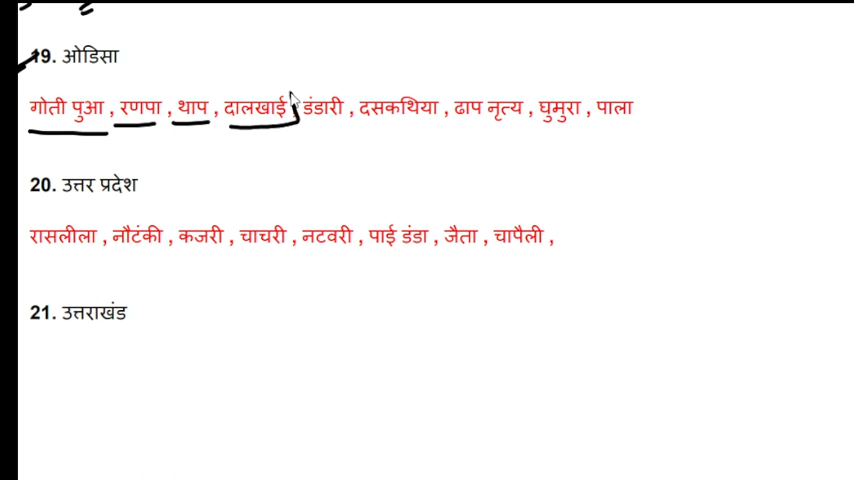 19. ओडिसा
गोती पुआ , रणपा , थाप , दालखाई , डंडारी , दसकथिया , ढाप नृत्य , घुमुरा , पाला
20. उत्तर प्रदेश
रासलीला , नौटंकी , कजरी , चाचरी , नटवरी , पाई डंडा , जैता , चापैली ,
21. उत्तराखंड